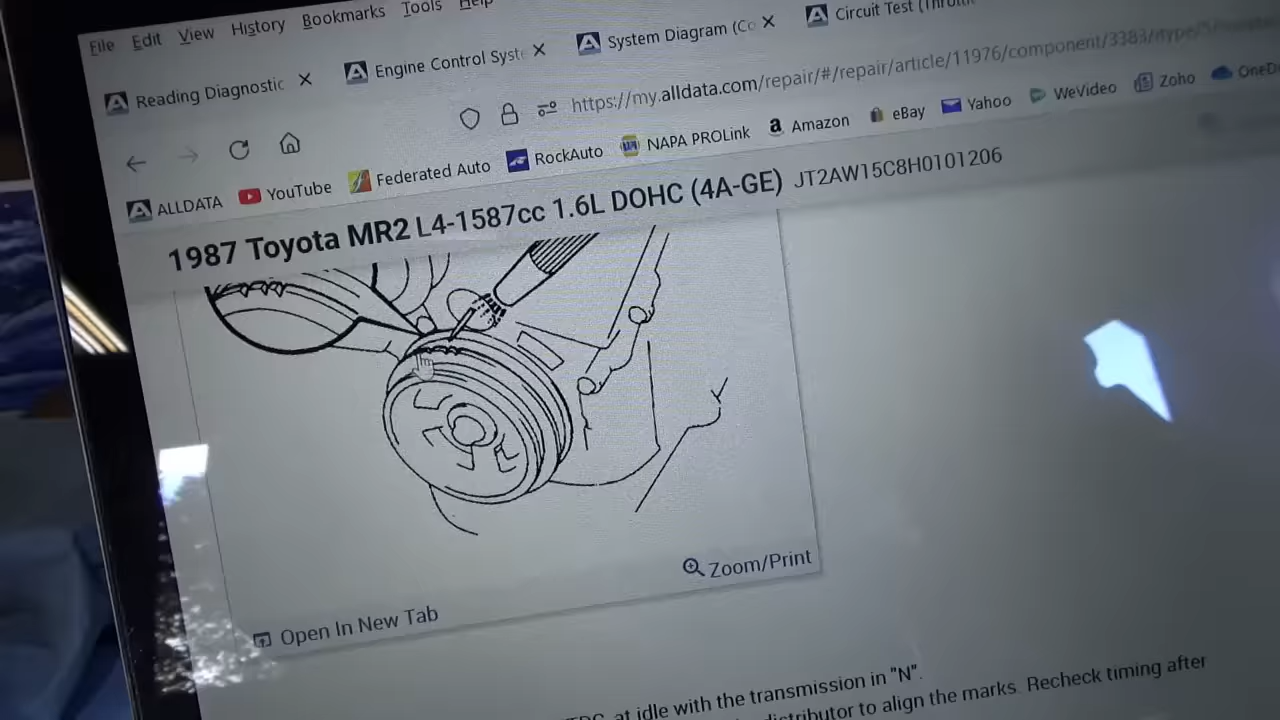 File Edit View History Bookmarks Tools Help
Reading Diagnostic Engine Control Syste System Diagram (Co Circuit Test (
https://my.alldata.com/repair/#/repair/article/11976/component/3383/
ALLDATA YouTube Federated Auto RockAuto NAPA PROLink Amazon eBay Yahoo WeVideo Zoho OneD
1987 Toyota MR2 L4-1587cc 1.6L DOHC (4A-GE) JT2AW15C8H0101206
Zoom/Print
Open In New Tab
at idle with the transmission in "N".
distributor to align the marks. Recheck timing after